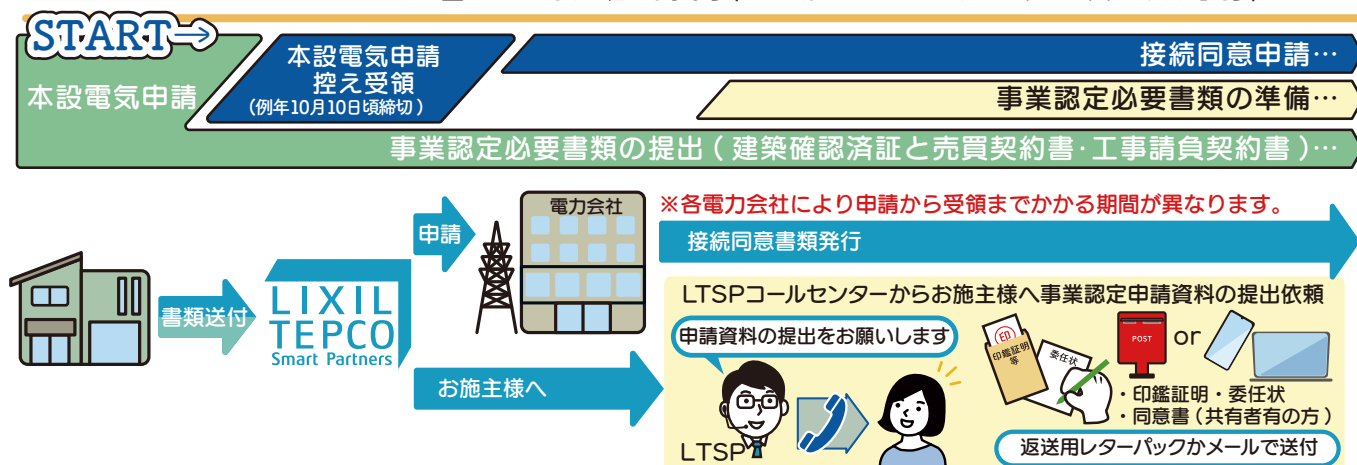 START
本設電気申請
本設電気申請
控え受領
(例年10月10日頃締切)
接続同意申請…
事業認定必要書類の準備…
事業認定必要書類の提出(建築確認済証と売買契約書・工事請負契約書)…
書類送付
LIXIL
TEPCO
Smart Partners
申請
電力会社
※各電力会社により申請から受領までかかる期間が異なります。
接続同意書類発行
お施主様へ
LTSPコールセンターからお施主様へ事業認定申請資料の提出依頼
申請資料の提出をお願いします
LTSP
印
印鑑証明
等
委任状
POST
or
・印鑑証明・委任状
・同意書(共有者有の方)
返送用レターパックかメールで送付